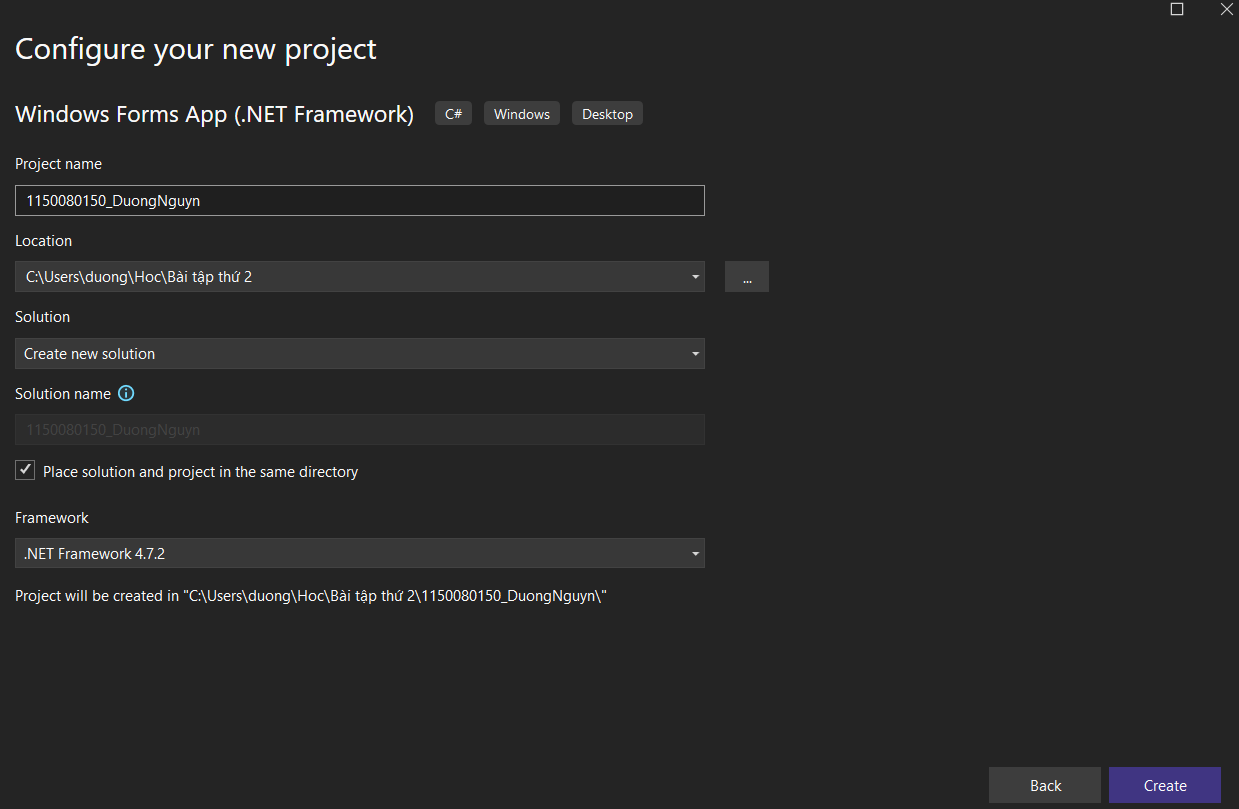 Configure your new project
Windows Forms App (.NET Framework) C# Windows Desktop
Project name
1150080150_DuongNguyn
Location
C:\Users\duong\Hoc\Bài tập thứ 2
...
Solution
Create new solution
Solution name
1150080150_DuongNguyn
Place solution and project in the same directory
Framework
.NET Framework 4.7.2
Project will be created in "C:\Users\duong\Hoc\Bài tập thứ 2\1150080150_DuongNguyn\"
Back Create